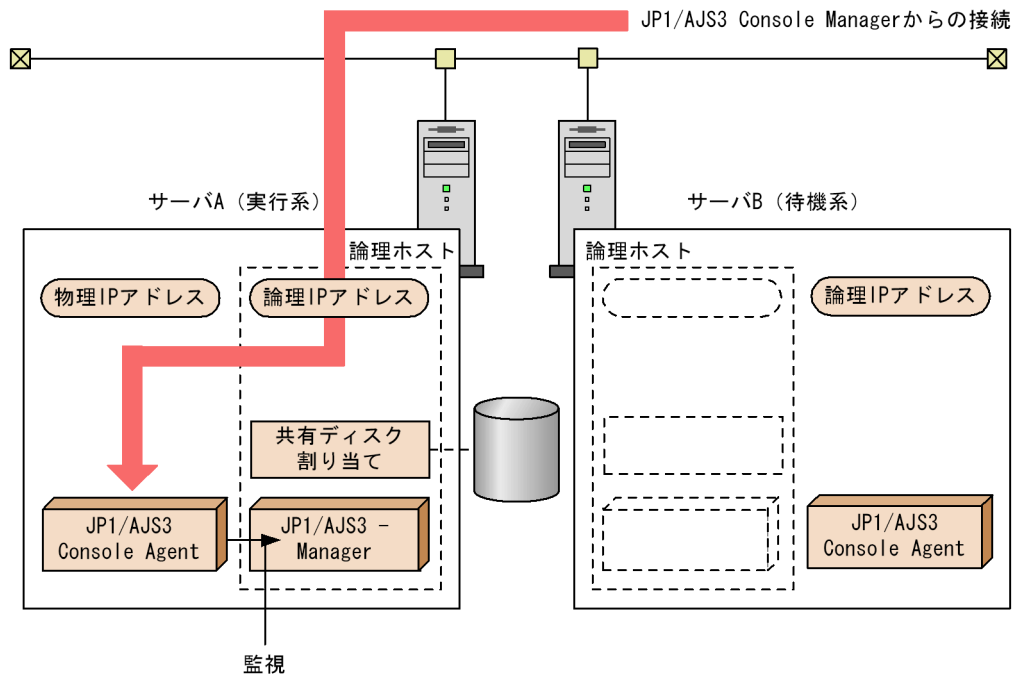 JP1/AJS3 Console Managerからの接続
サーバA（実行系）
サーバB（待機系）
論理ホスト
論理ホスト
物理IPアドレス
論理IPアドレス
論理IPアドレス
共有ディスク
割り当て
JP1/AJS3
Console Agent
JP1/AJS3 －
Manager
JP1/AJS3
Console Agent
監視